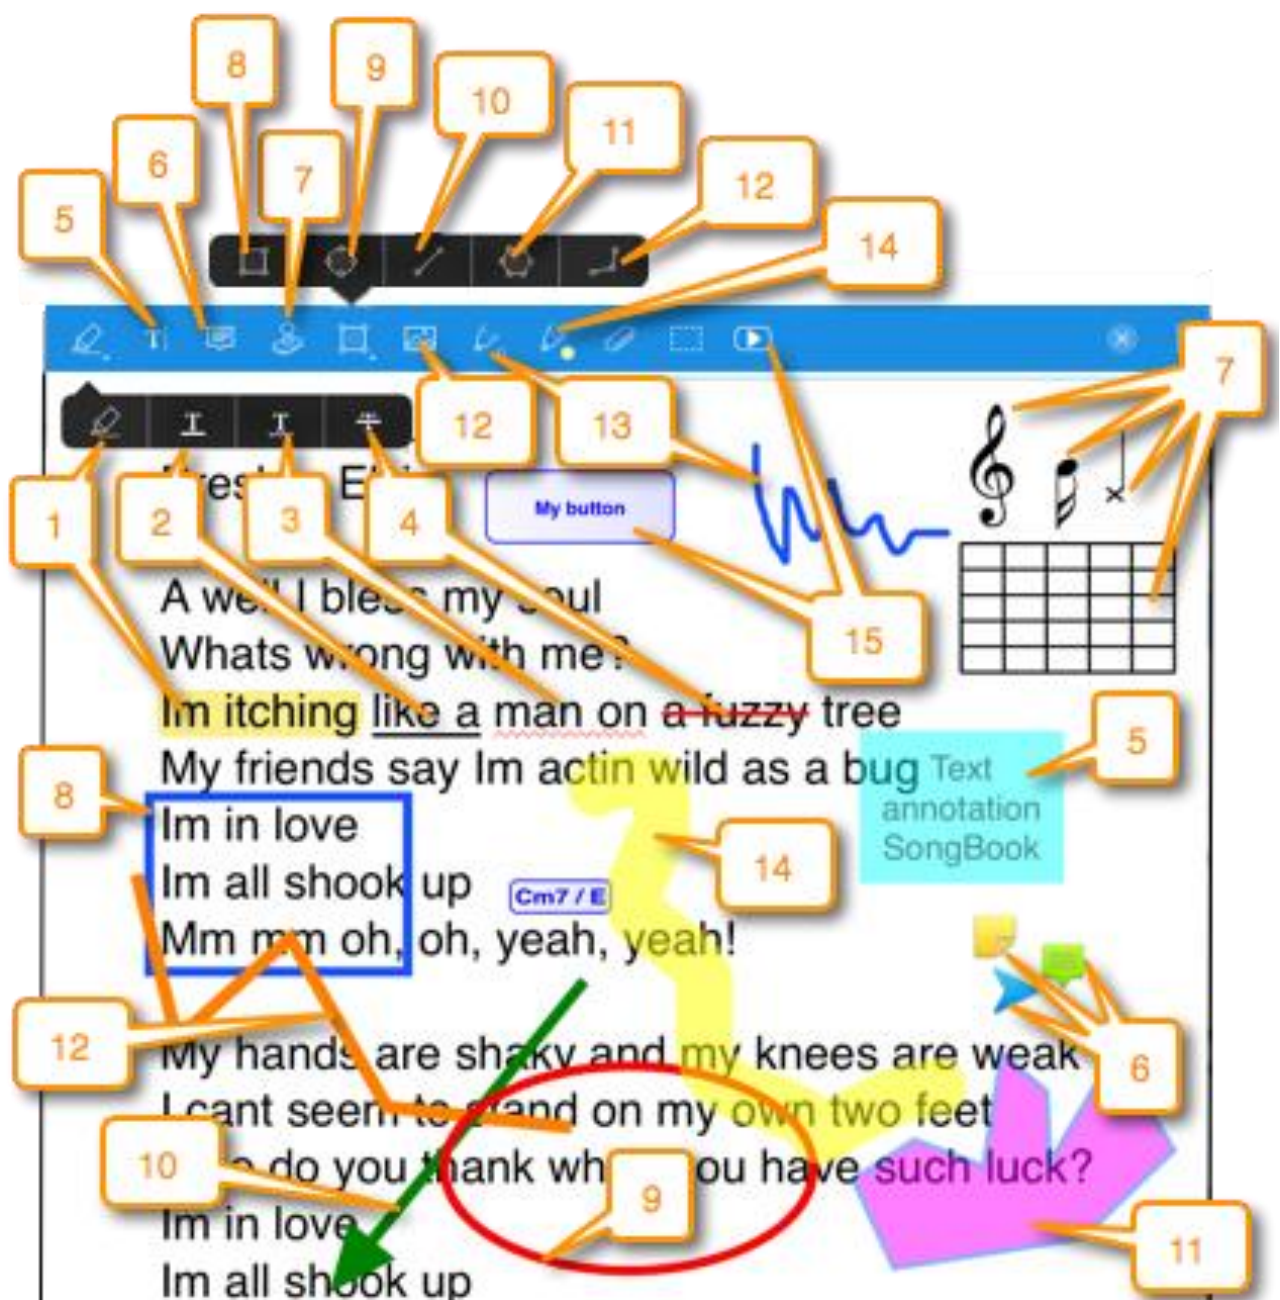 8
9
10
11
12
14
7
6
5
12
13
7
1
2
3
4
My button
15
A well I bless my soul
Whats wrong with me?
Im itching like a man on a fuzzy tree
5
My friends say Im actin wild as a bug
Text
annotation
SongBook
8
Im in love
14
Im all shook up
Cm7 / E
Mm mm oh, oh, yeah, yeah!
12
6
My hands are shaky and my knees are weak
I cant seem to stand on my own two feet
10
do you thank you have such luck?
9
Im in love
11
Im all shook up